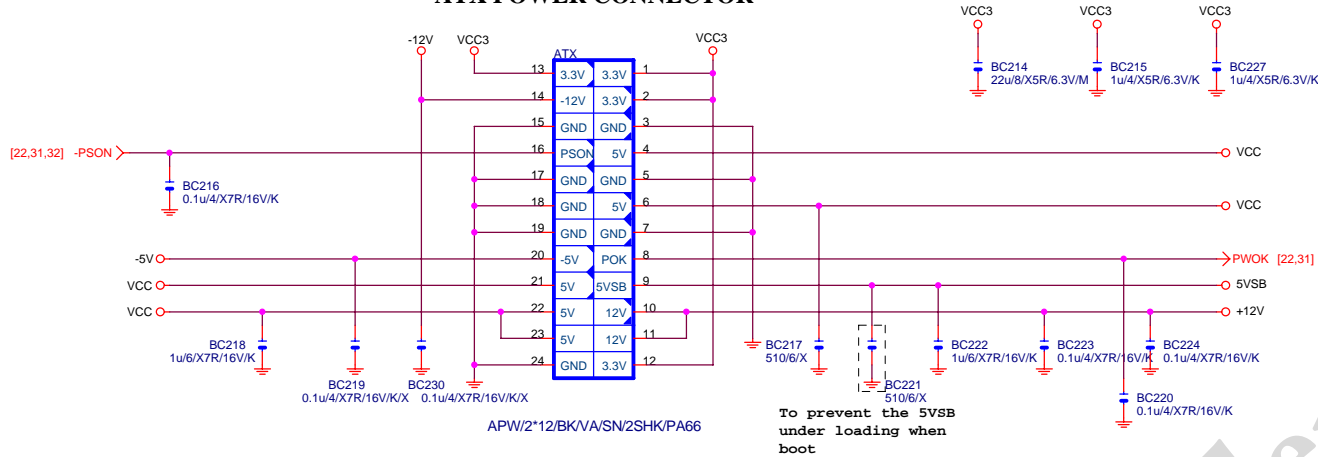 ATX POWER CONNECTOR
VCC3 VCC3 VCC3
BC214
22u/8/X5R/6.3V/M
BC215
1u/4/X5R/6.3V/K
BC227
1u/4/X5R/6.3V/K
-12V VCC3 VCC3
ATX
13 3.3V 3.3V 1
14 -12V 3.3V 2
15 GND GND 3
[22,31,32] -PSON 16 PSON 5V 4 VCC
17 GND GND 5
BC216
0.1u/4/X7R/16V/K
18 GND 5V 6 VCC
19 GND GND 7
-5V 20 -5V POK 8 PWOK [22,31]
VCC 21 5V 5VSB 9 5VSB
VCC 22 5V 12V 10 +12V
23 5V 12V 11
24 GND 3.3V 12
BC218
1u/6/X7R/16V/K
BC219
0.1u/4/X7R/16V/K/X
BC230
0.1u/4/X7R/16V/K/X
BC217
510/6/X
BC221
510/6/X
BC222
1u/6/X7R/16V/K
BC223
0.1u/4/X7R/16V/K
BC224
0.1u/4/X7R/16V/K
BC220
0.1u/4/X7R/16V/K
APW/2*12/BK/VA/SN/2SHK/PA66
To prevent the 5VSB
under loading when
boot